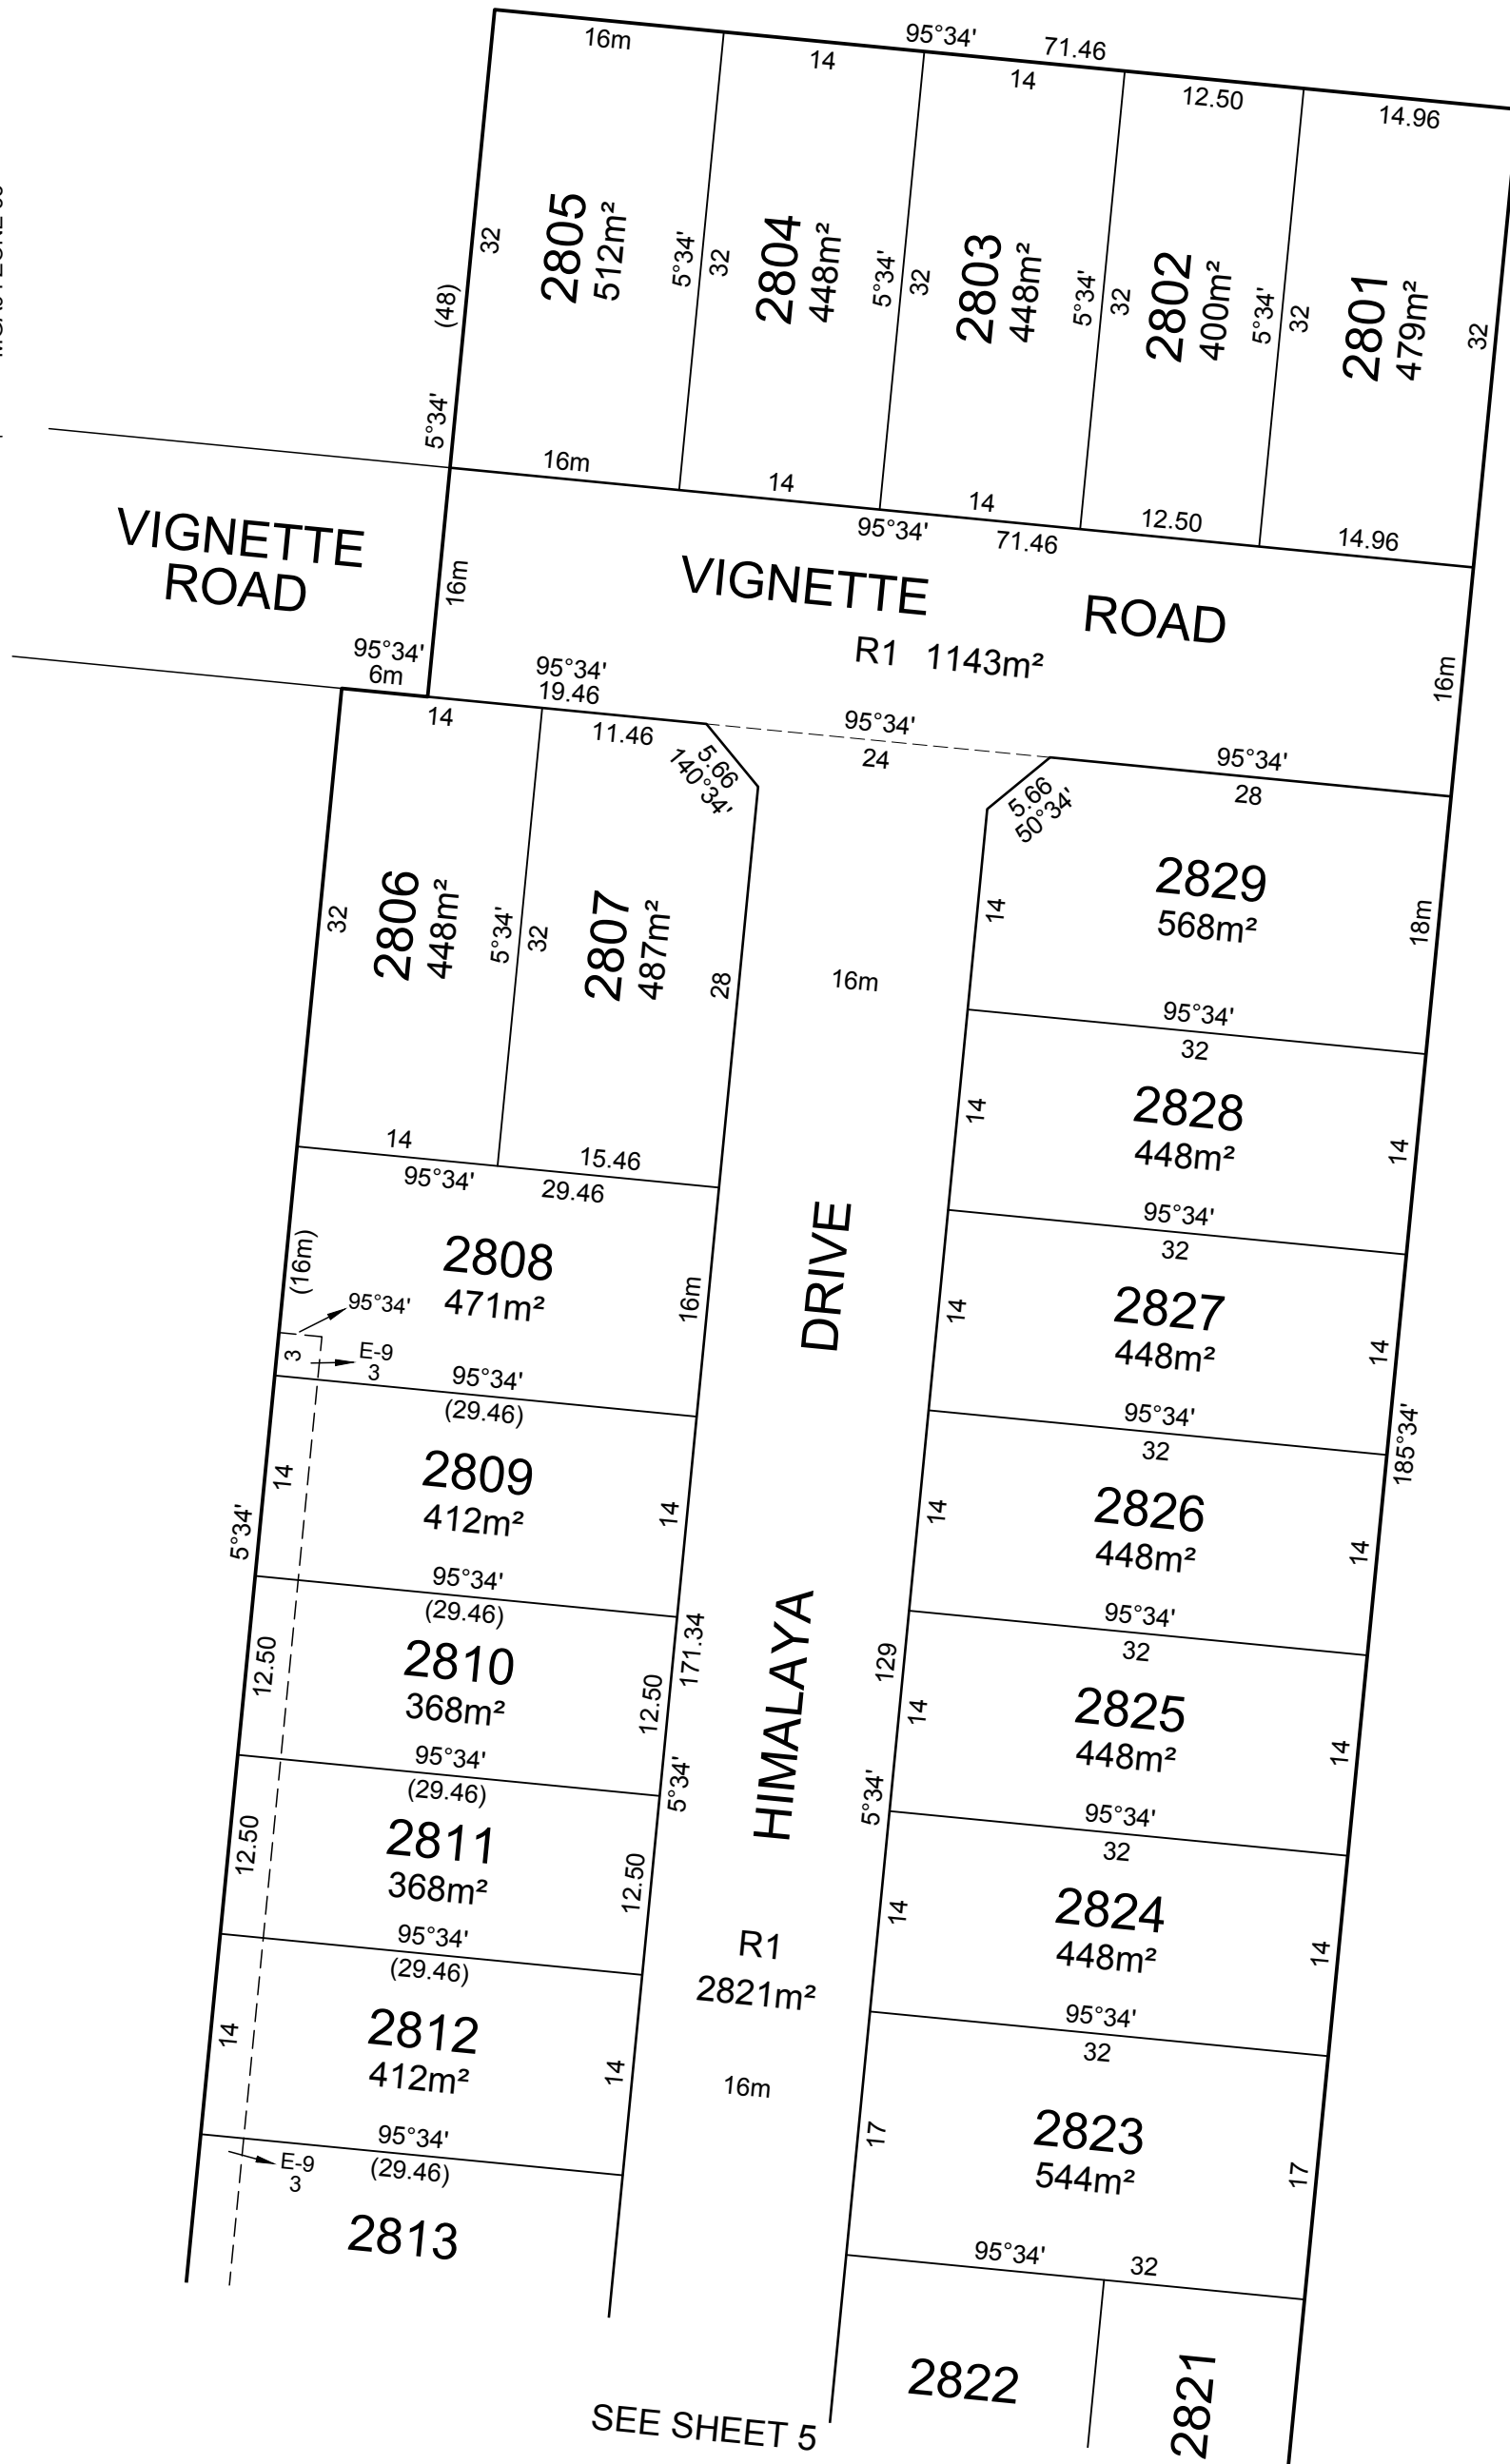 95°34' 71.46
16m
14
14
12.50
14.96
32
2805
512m²
5°34'
32
2804
448m²
5°34'
32
2803
448m²
5°34'
32
2802
400m²
5°34'
32
2801
479m²
32
(48)
5°34'
16m
14
14
12.50
14.96
95°34' 71.46
VIGNETTE
ROAD
16m
VIGNETTE ROAD
R1 1143m²
16m
95°34'
6m
95°34'
19.46
95°34'
24
95°34'
28
14
11.46
5.66
140°34'
5.66
50°34'
32
2806
448m²
5°34'
32
2807
487m²
28
16m
14
2829
568m²
18m
95°34'
32
14
2828
448m²
14
14
15.46
95°34' 29.46
95°34'
32
(16m)
2808
471m²
16m
95°34'
3
E-9
3
DRIVE
14
2827
448m²
14
95°34'
(29.46)
95°34'
32
185°34'
14
2809
412m²
14
5°34'
14
2826
448m²
14
95°34'
(29.46)
95°34'
32
12.50
2810
368m²
12.50
171.34
5°34'
HIMALAYA
129
5°34'
14
2825
448m²
14
95°34'
(29.46)
95°34'
32
12.50
2811
368m²
12.50
14
2824
448m²
14
95°34'
(29.46)
R1
2821m²
16m
95°34'
32
14
2812
412m²
14
17
2823
544m²
17
95°34'
(29.46)
E-9
3
2813
95°34' 32
2822
2821
SEE SHEET 5